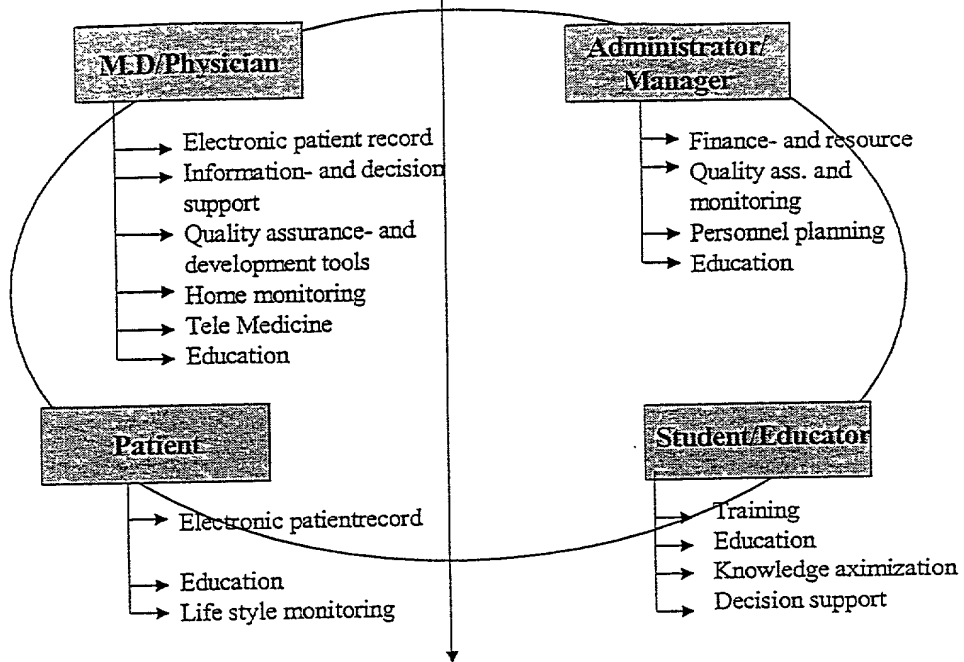 M.D/Physician
Electronic patient record
Information- and decision
support
Quality assurance- and
development tools
Home monitoring
Tele Medicine
Education
Administrator/
Manager
Finance- and resource
Quality ass. and
monitoring
Personnel planning
Education
Patient
Electronic patientrecord
Education
Life style monitoring
Student/Educator
Training
Education
Knowledge aximization
Decision support